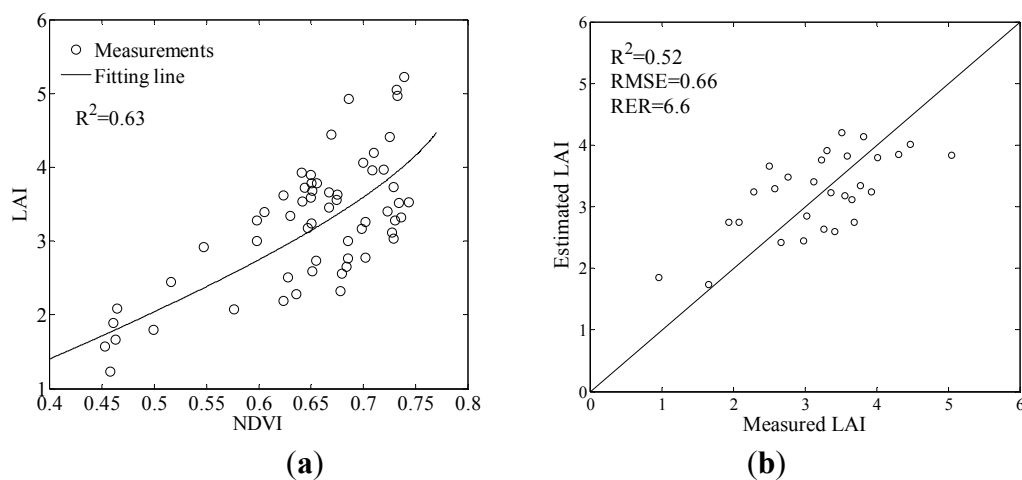 6
5
4
3
2
1
LAI
Measurements
Fitting line
R²=0.63
0.4 0.45 0.5 0.55 0.6 0.65 0.7 0.75 0.8
NDVI
(a)
6
5
4
3
2
1
0
Estimated LAI
R²=0.52
RMSE=0.66
RER=6.6
0 1 2 3 4 5 6
Measured LAI
(b)